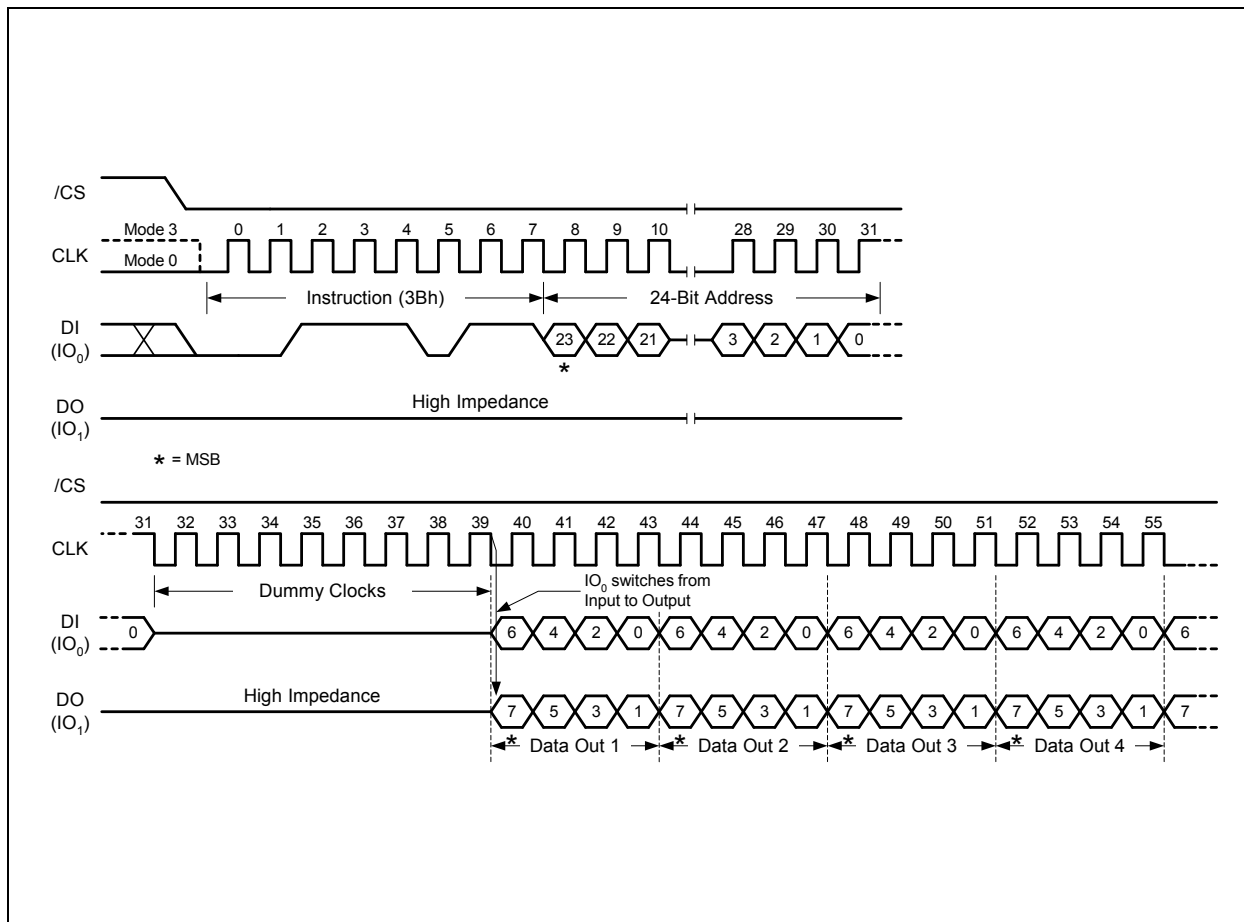 /CS
Mode 3 0 1 2 3 4 5 6 7 8 9 10 28 29 30 31
CLK
Mode 0
Instruction (3Bh) 24-Bit Address
DI
(IO₀)
23 22 21 3 2 1 0
*
High Impedance
DO
(IO₁)
* = MSB
/CS
31 32 33 34 35 36 37 38 39 40 41 42 43 44 45 46 47 48 49 50 51 52 53 54 55
CLK
Dummy Clocks
IO₀ switches from
Input to Output
DI
(IO₀)
0 6 4 2 0 6 4 2 0 6 4 2 0 6 4 2 0 6
High Impedance
DO
(IO₁)
7 5 3 1 7 5 3 1 7 5 3 1 7 5 3 1 7
* Data Out 1 * Data Out 2 * Data Out 3 * Data Out 4